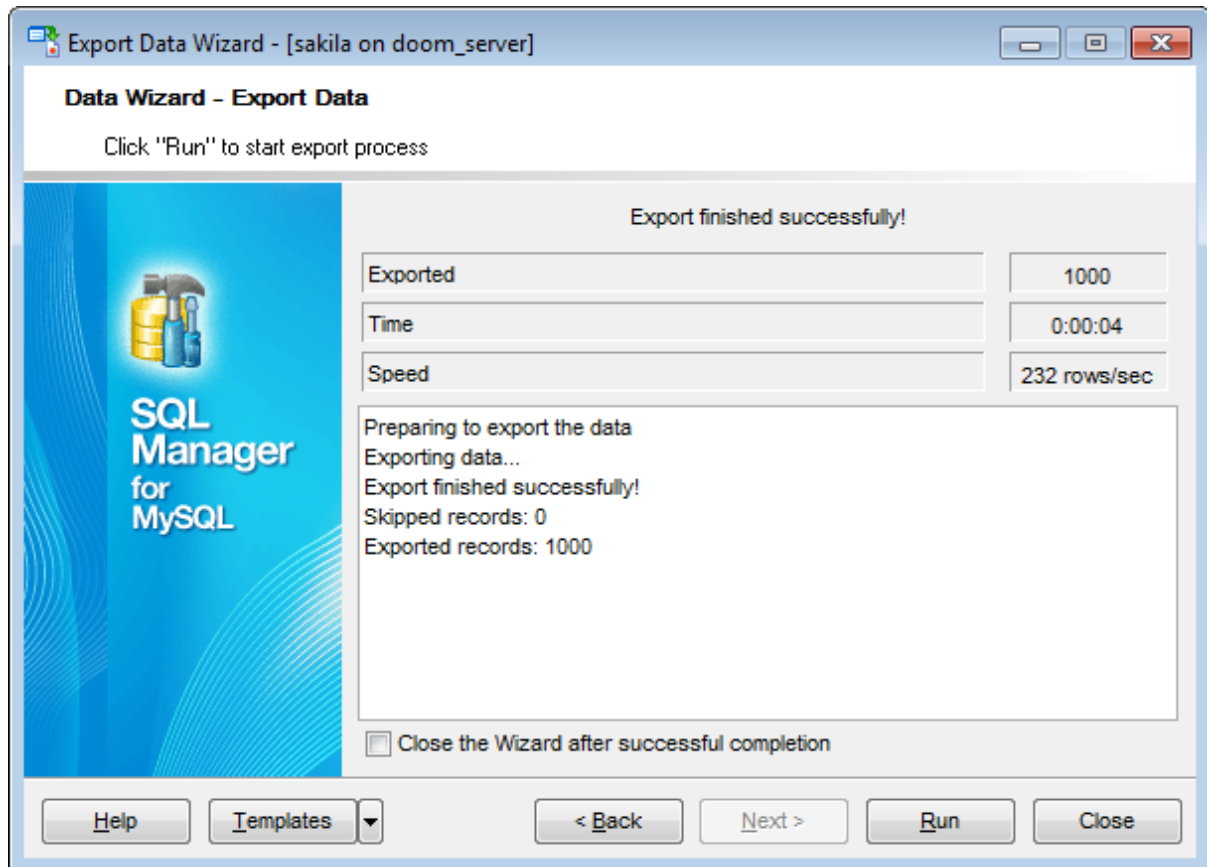 Export Data Wizard - [sakila on doom_server]
Data Wizard - Export Data
Click "Run" to start export process
Export finished successfully!
Exported 1000
Time 0:00:04
Speed 232 rows/sec
Preparing to export the data
Exporting data...
Export finished successfully!
Skipped records: 0
Exported records: 1000
SQL
Manager
for
MySQL
Close the Wizard after successful completion
Help Templates < Back Next > Run Close